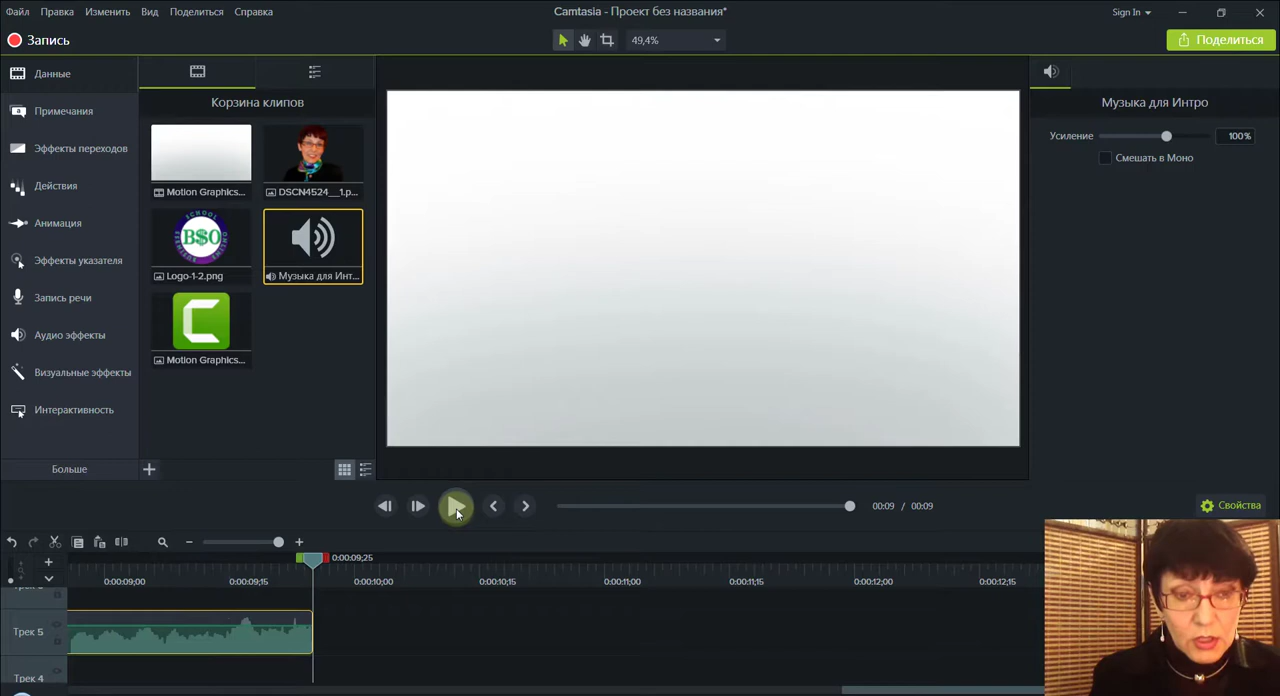 Файл Правка Изменить Вид Поделиться Справка
Camtasia - Проект без названия*
Sign In
Запись
49,4%
Поделиться
Данные
Примечания
Эффекты переходов
Действия
Анимация
Эффекты указателя
Запись речи
Аудио эффекты
Визуальные эффекты
Интерактивность
Больше
Корзина клипов
Motion Graphics...
DSCN4524__1.p...
SCHOOL
B$O
Logo-1-2.png
Музыка для Инт...
Motion Graphics...
Музыка для Интро
Усиление 100%
Смешать в Моно
00:09 / 00:09
Свойства
0:00:09;25
0:00:09;00 0:00:09;15 0:00:10;00 0:00:10;15 0:00:11;00 0:00:11;15 0:00:12;00 0:00:12;15
Трек 5
Трек 4